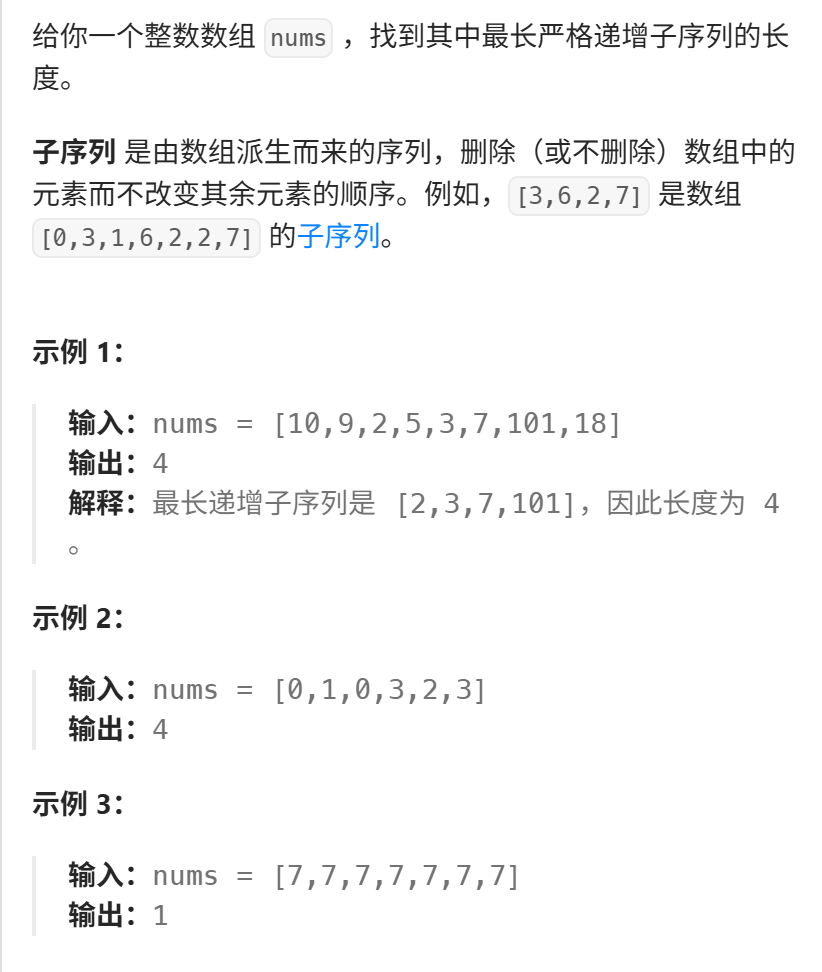 给你一个整数数组 nums ，找到其中最长严格递增子序列的长
度。
子序列 是由数组派生而来的序列，删除（或不删除）数组中的
元素而不改变其余元素的顺序。例如，[3,6,2,7] 是数组
[0,3,1,6,2,2,7] 的子序列。
示例 1：
输入：nums = [10,9,2,5,3,7,101,18]
输出：4
解释：最长递增子序列是 [2,3,7,101]，因此长度为 4
。
示例 2：
输入：nums = [0,1,0,3,2,3]
输出：4
示例 3：
输入：nums = [7,7,7,7,7,7,7]
输出：1